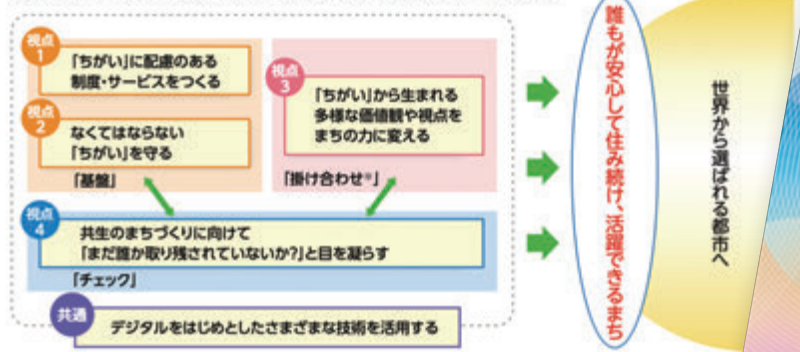 視点
1
「ちがい」に配慮のある
制度・サービスをつくる
視点
2
なくてはならない
「ちがい」を守る
「基盤」
視点
3
「ちがい」から生まれる
多様な価値観や視点を
まちの力に変える
「掛け合わせ※」
視点
4
共生のまちづくりに向けて
「まだ誰か取り残されていないか?」と目を凝らす
「チェック」
共通
デジタルをはじめとしたさまざまな技術を活用する
誰もが安心して住み続け、活躍できるまち
世界から選ばれる都市へ